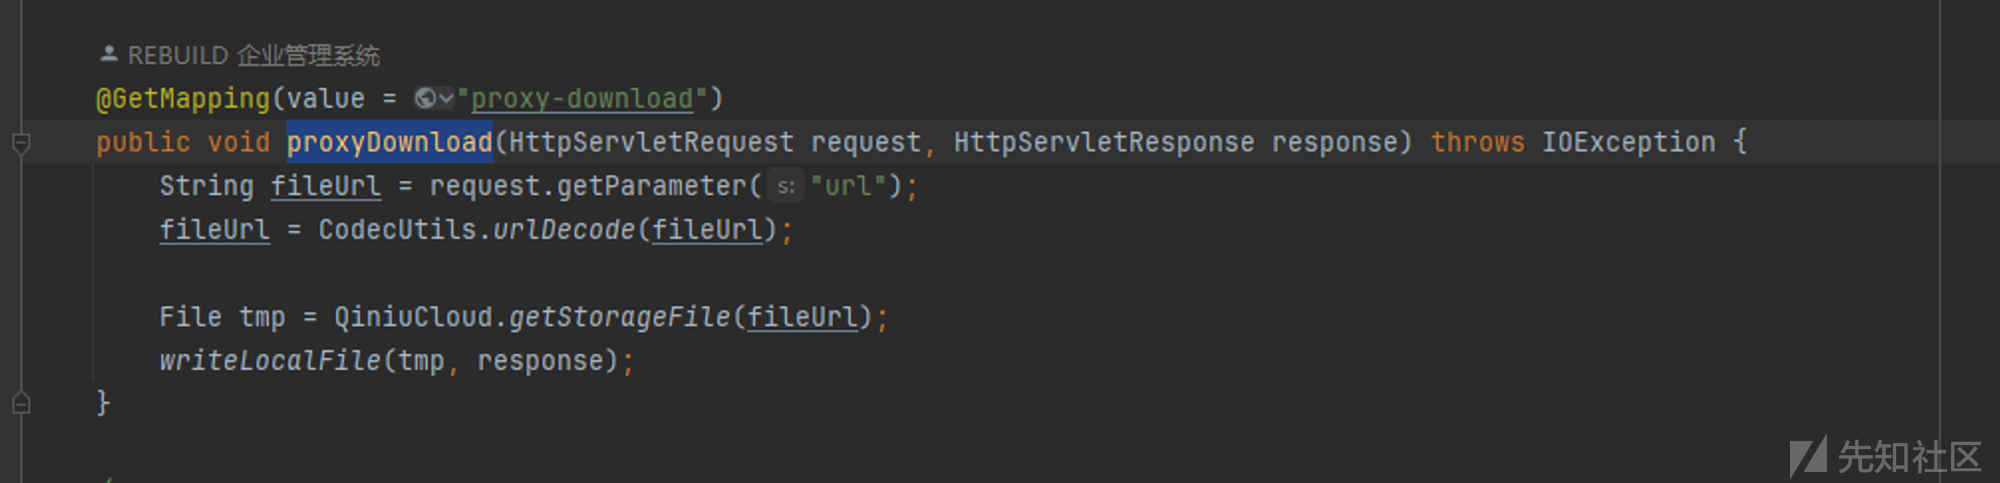 REBUILD 企业管理系统
@GetMapping(value = "proxy-download")
public void proxyDownload(HttpServletRequest request, HttpServletResponse response) throws IOException {
String fileUrl = request.getParameter( s: "url");
fileUrl = CodecUtils.urlDecode(fileUrl);
File tmp = QiniuCloud.getStorageFile(fileUrl);
writeLocalFile(tmp, response);
}
先知社区